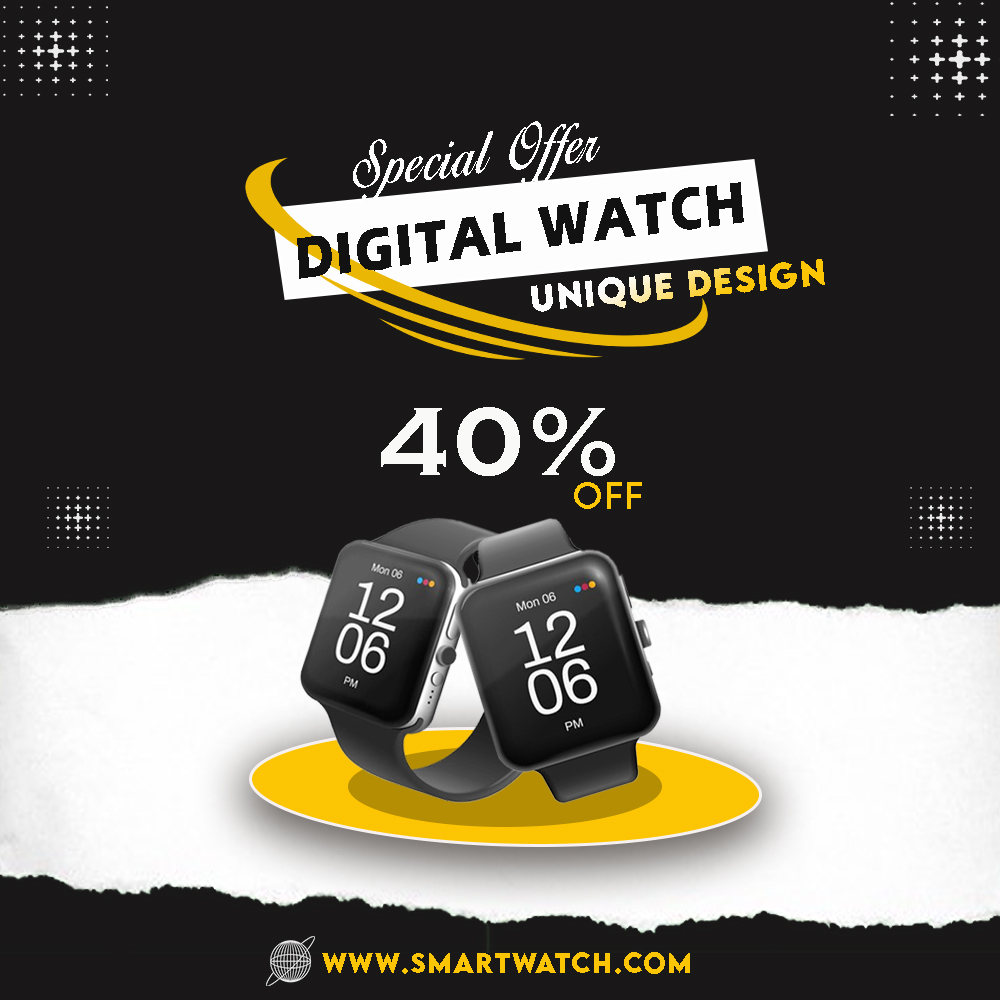 Special Offer
DIGITAL WATCH
UNIQUE DESIGN
40%
OFF
Mon 06
12
06
PM
Mon 06
12
06
PM
WWW.SMARTWATCH.COM